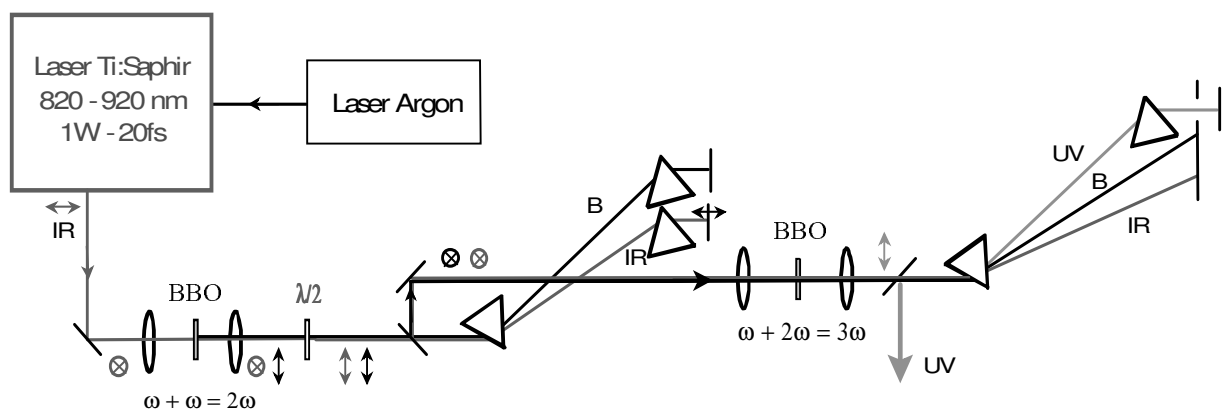 Laser Ti:Saphir
820 - 920 nm
1W - 20fs
Laser Argon
IR
BBO
λ/2
ω + ω = 2ω
B
IR
BBO
ω + 2ω = 3ω
UV
UV
B
IR